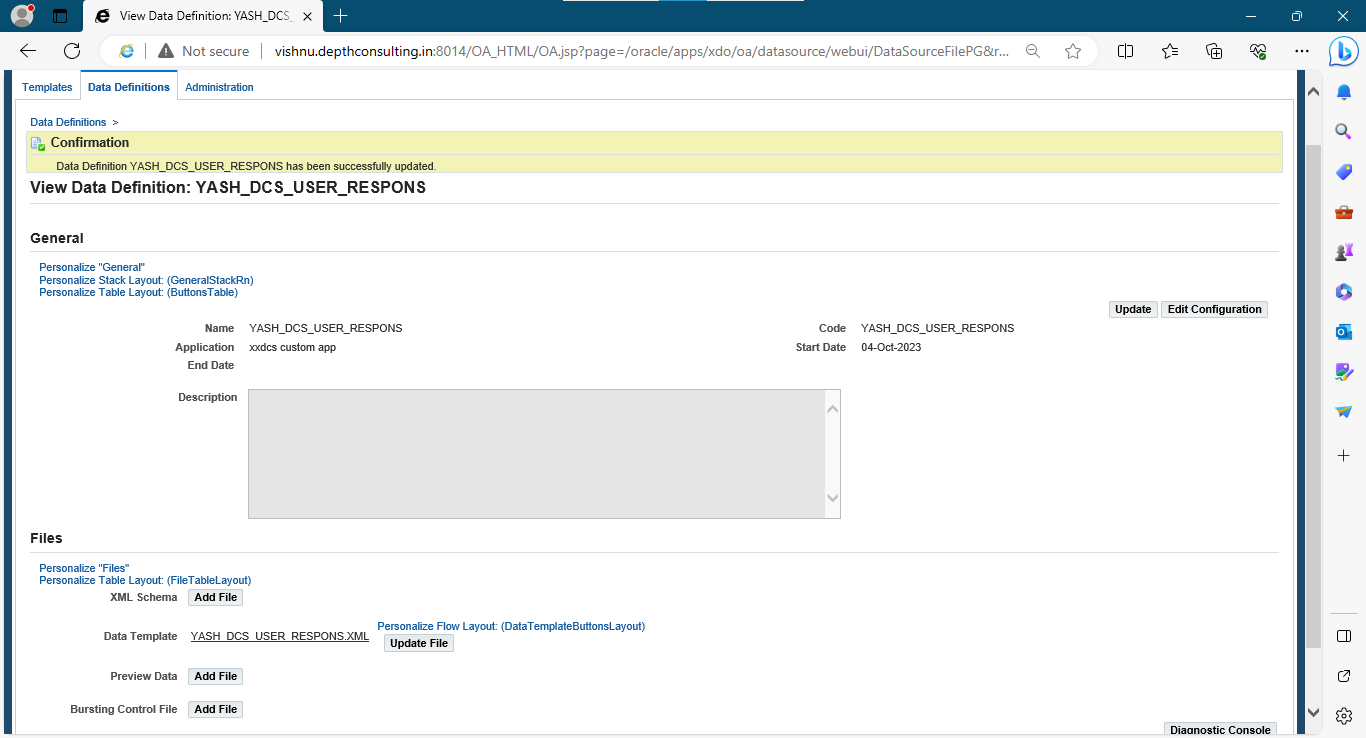 View Data Definition: YASH_DCS_
Not secure
vishnu.depthconsulting.in:8014/OA_HTML/OA.jsp?page=/oracle/apps/xdo/oa/datasource/webui/DataSourceFilePG&r...
Templates
Data Definitions
Administration
Data Definitions >
Confirmation
Data Definition YASH_DCS_USER_RESPONS has been successfully updated.
View Data Definition: YASH_DCS_USER_RESPONS
General
Personalize "General"
Personalize Stack Layout: (GeneralStackRn)
Personalize Table Layout: (ButtonsTable)
Update
Edit Configuration
Name YASH_DCS_USER_RESPONS
Code YASH_DCS_USER_RESPONS
Application xxdcs custom app
Start Date 04-Oct-2023
End Date
Description
Files
Personalize "Files"
Personalize Table Layout: (FileTableLayout)
XML Schema Add File
Personalize Flow Layout: (DataTemplateButtonsLayout)
Data Template YASH_DCS_USER_RESPONS.XML
Update File
Preview Data Add File
Bursting Control File Add File
Diagnostic Console